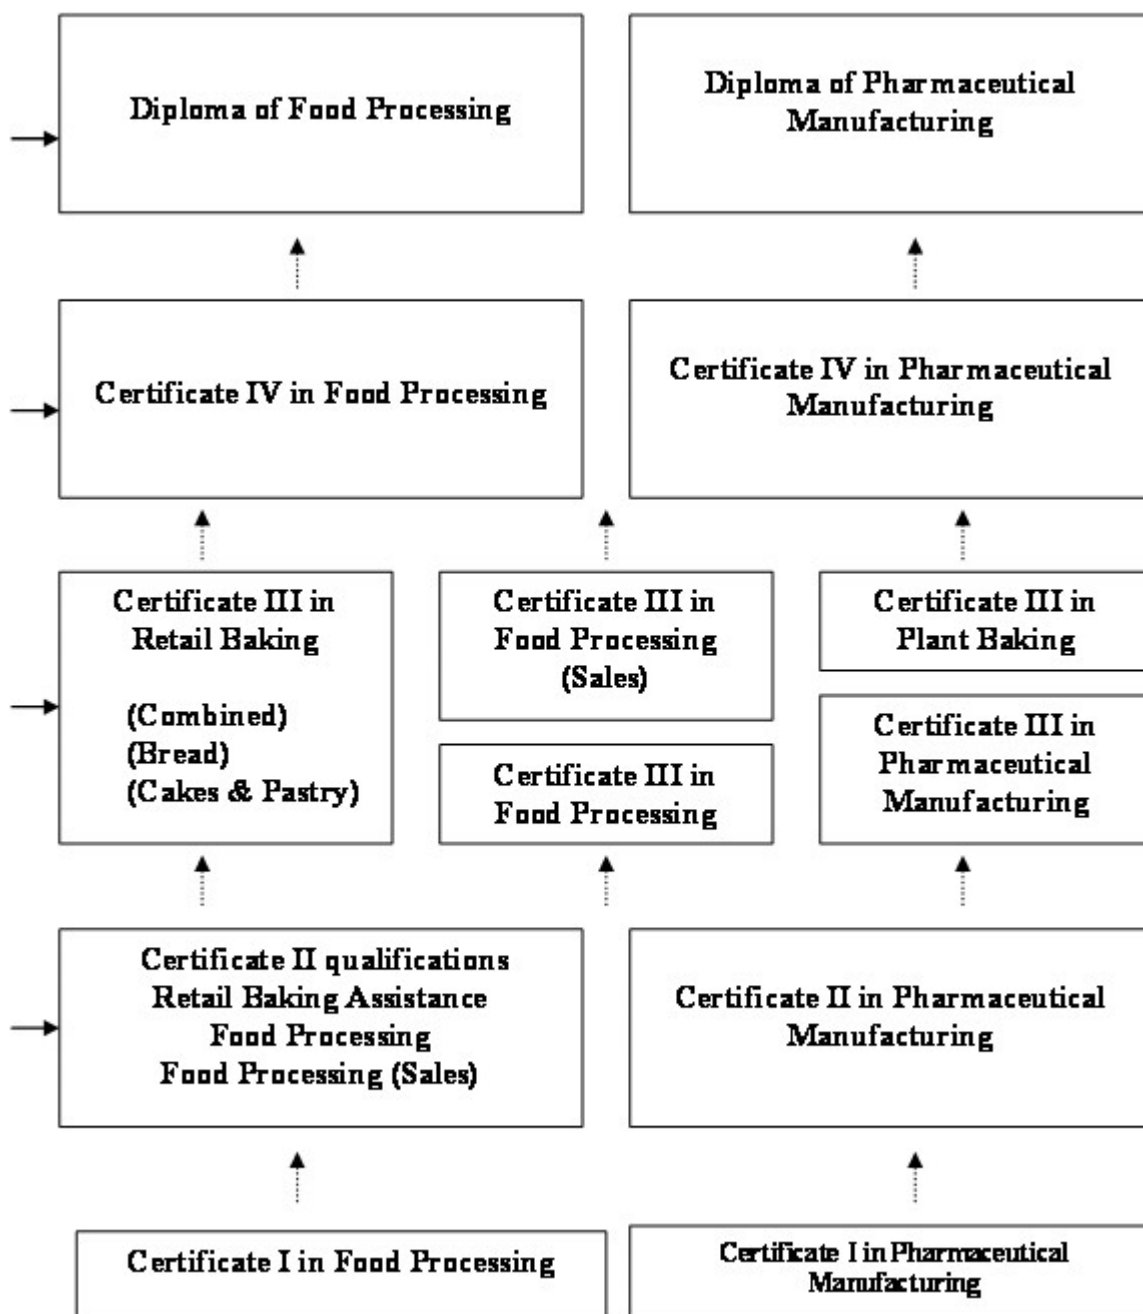 Diploma of Food Processing
Diploma of Pharmaceutical
Manufacturing
Certificate IV in Food Processing
Certificate IV in Pharmaceutical
Manufacturing
Certificate III in
Retail Baking
(Combined)
(Bread)
(Cakes & Pastry)
Certificate III in
Food Processing
(Sales)
Certificate III in
Food Processing
Certificate III in
Plant Baking
Certificate III in
Pharmaceutical
Manufacturing
Certificate II qualifications
Retail Baking Assistance
Food Processing
Food Processing (Sales)
Certificate II in Pharmaceutical
Manufacturing
Certificate I in Food Processing
Certificate I in Pharmaceutical
Manufacturing